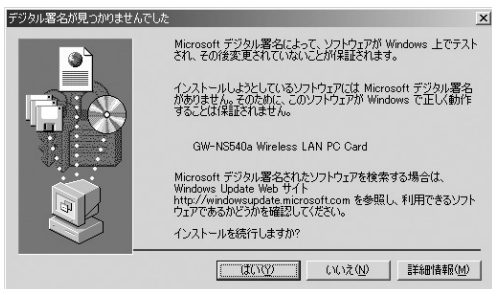 デジタル署名が見つかりませんでした
Microsoft デジタル署名によって、ソフトウェアが Windows 上でテスト
され、その後変更されていないことが保証されます。
インストールしようとしているソフトウェアには Microsoft デジタル署名
がありません。そのために、このソフトウェアが Windows で正しく動作
することは保証されません。
GW-NS540a Wireless LAN PC Card
Microsoft デジタル署名されたソフトウェアを検索する場合は、
Windows Update Web サイト
http://windowsupdate.microsoft.com を参照し、利用できるソフト
ウェアであるかどうかを確認してください。
インストールを続行しますか?
はい(Y) いいえ(N) 詳細情報(M)